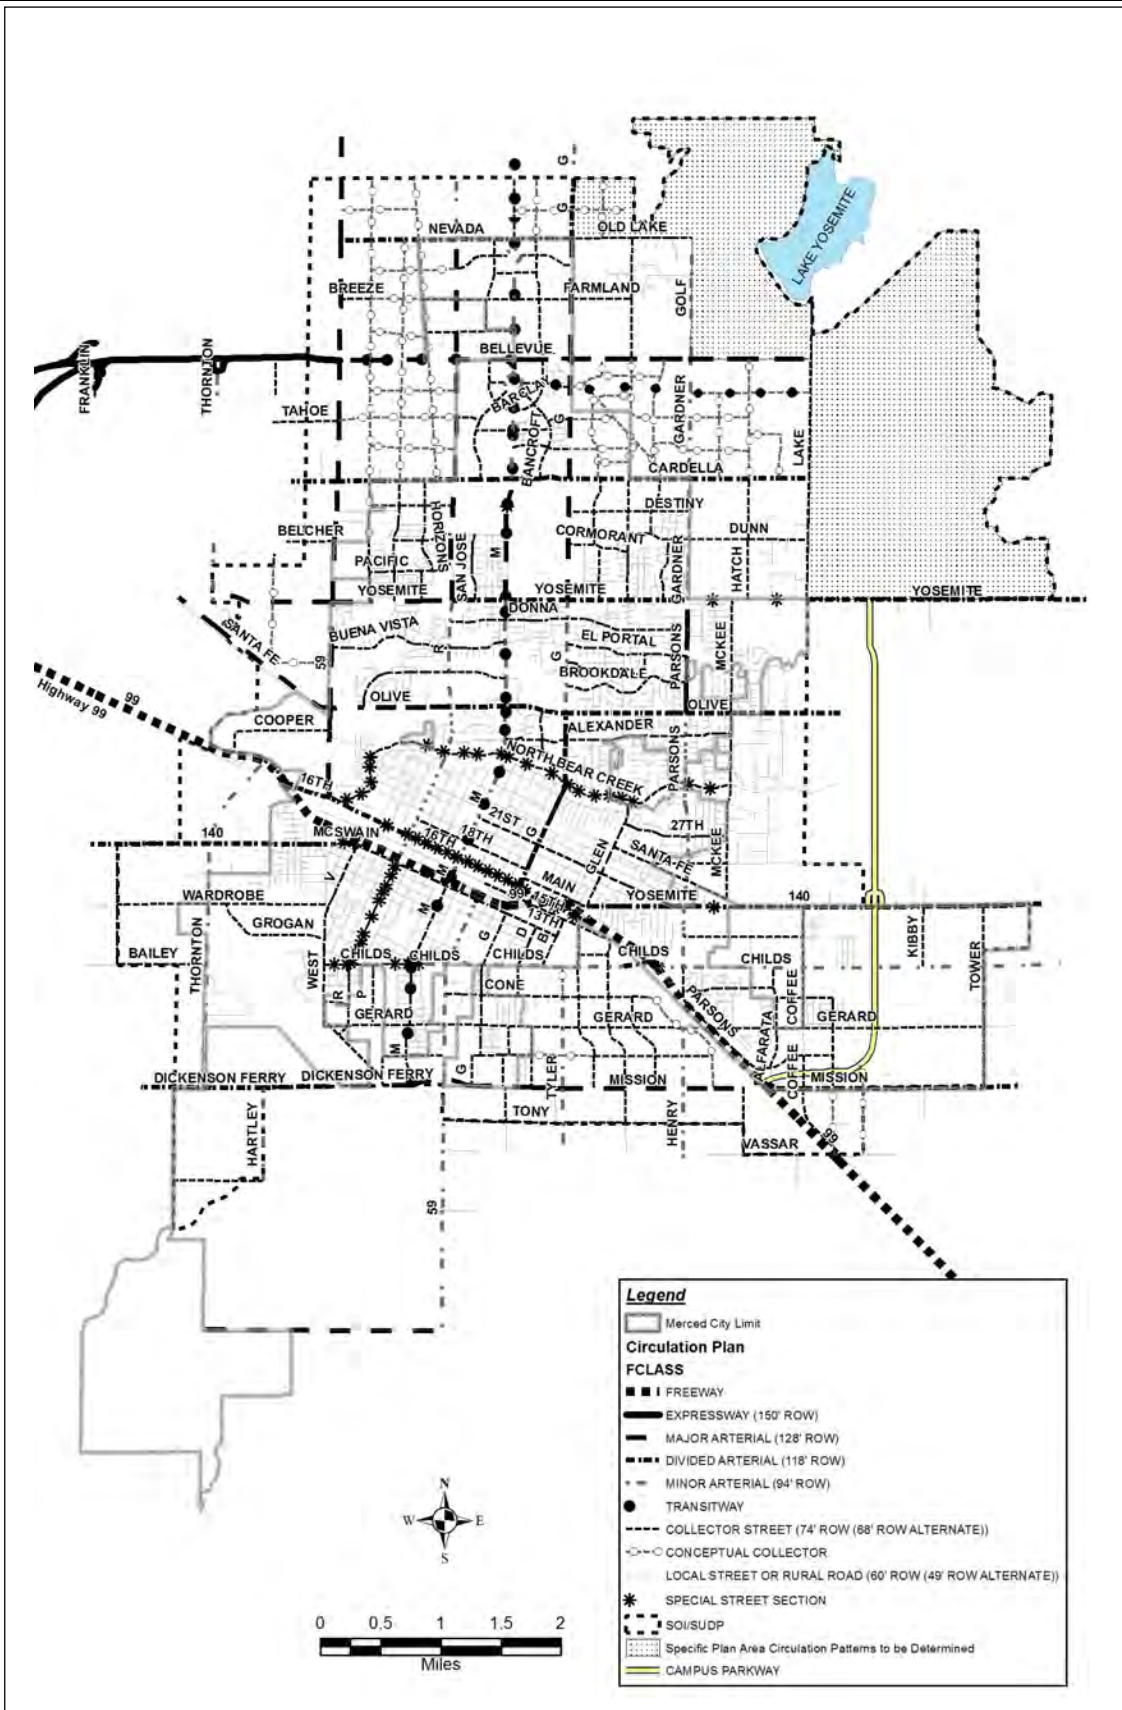 G
G
NEVADA
OLD LAKE
LAKE YOSEMITE
BREEZE
FARMLAND
GOLF
BELLEVUE
FRANKLIN
THORNTON
BARCLAY
TAHOE
G
GARDNER
BANCROFT
LAKE
CARDELLA
DESTINY
HORIZONS
BELCHER
CORMORANT
DUNN
SAN JOSE
M
PACIFIC
HATCH
GARDNER
YOSEMITE
YOSEMITE
YOSEMITE
DONNA
SANTA FE
BUENA VISTA
EL PORTAL
PARSONS
MCKEE
R
G
59
BROOKDALE
99
Highway 99
OLIVE
OLIVE
COOPER
ALEXANDER
NORTH BEAR CREEK
PARSONS
16TH
M
21ST
27TH
140
MCSWAIN
16TH
18TH
G
GLEN
SANTA FE
MCKEE
MAIN
WARDROBE
V
M
99
15TH
13TH
YOSEMITE
140
GROGAN
M
G
D
B
KIBBY
BAILEY
THORNTON
WEST
CHILDS
CHILDS
CHILDS
CHILDS
CHILDS
TOWER
R
P
CONE
PARSONS
COFFEE
GERARD
GERARD
GERARD
M
ALFARATA
COFFEE
DICKENSON FERRY
DICKENSON FERRY
G
TYLER
MISSION
MISSION
HARTLEY
TONY
HENRY
VASSAR
99
59
Legend
Merced City Limit
Circulation Plan
FCLASS
FREEWAY
EXPRESSWAY (150' ROW)
MAJOR ARTERIAL (128' ROW)
DIVIDED ARTERIAL (118' ROW)
MINOR ARTERIAL (94' ROW)
TRANSITWAY
COLLECTOR STREET (74' ROW (68' ROW ALTERNATE))
CONCEPTUAL COLLECTOR
LOCAL STREET OR RURAL ROAD (60' ROW (49' ROW ALTERNATE))
SPECIAL STREET SECTION
SOI/SUDP
Specific Plan Area Circulation Patterns to be Determined
CAMPUS PARKWAY
N
W E
S
0 0.5 1 1.5 2
Miles